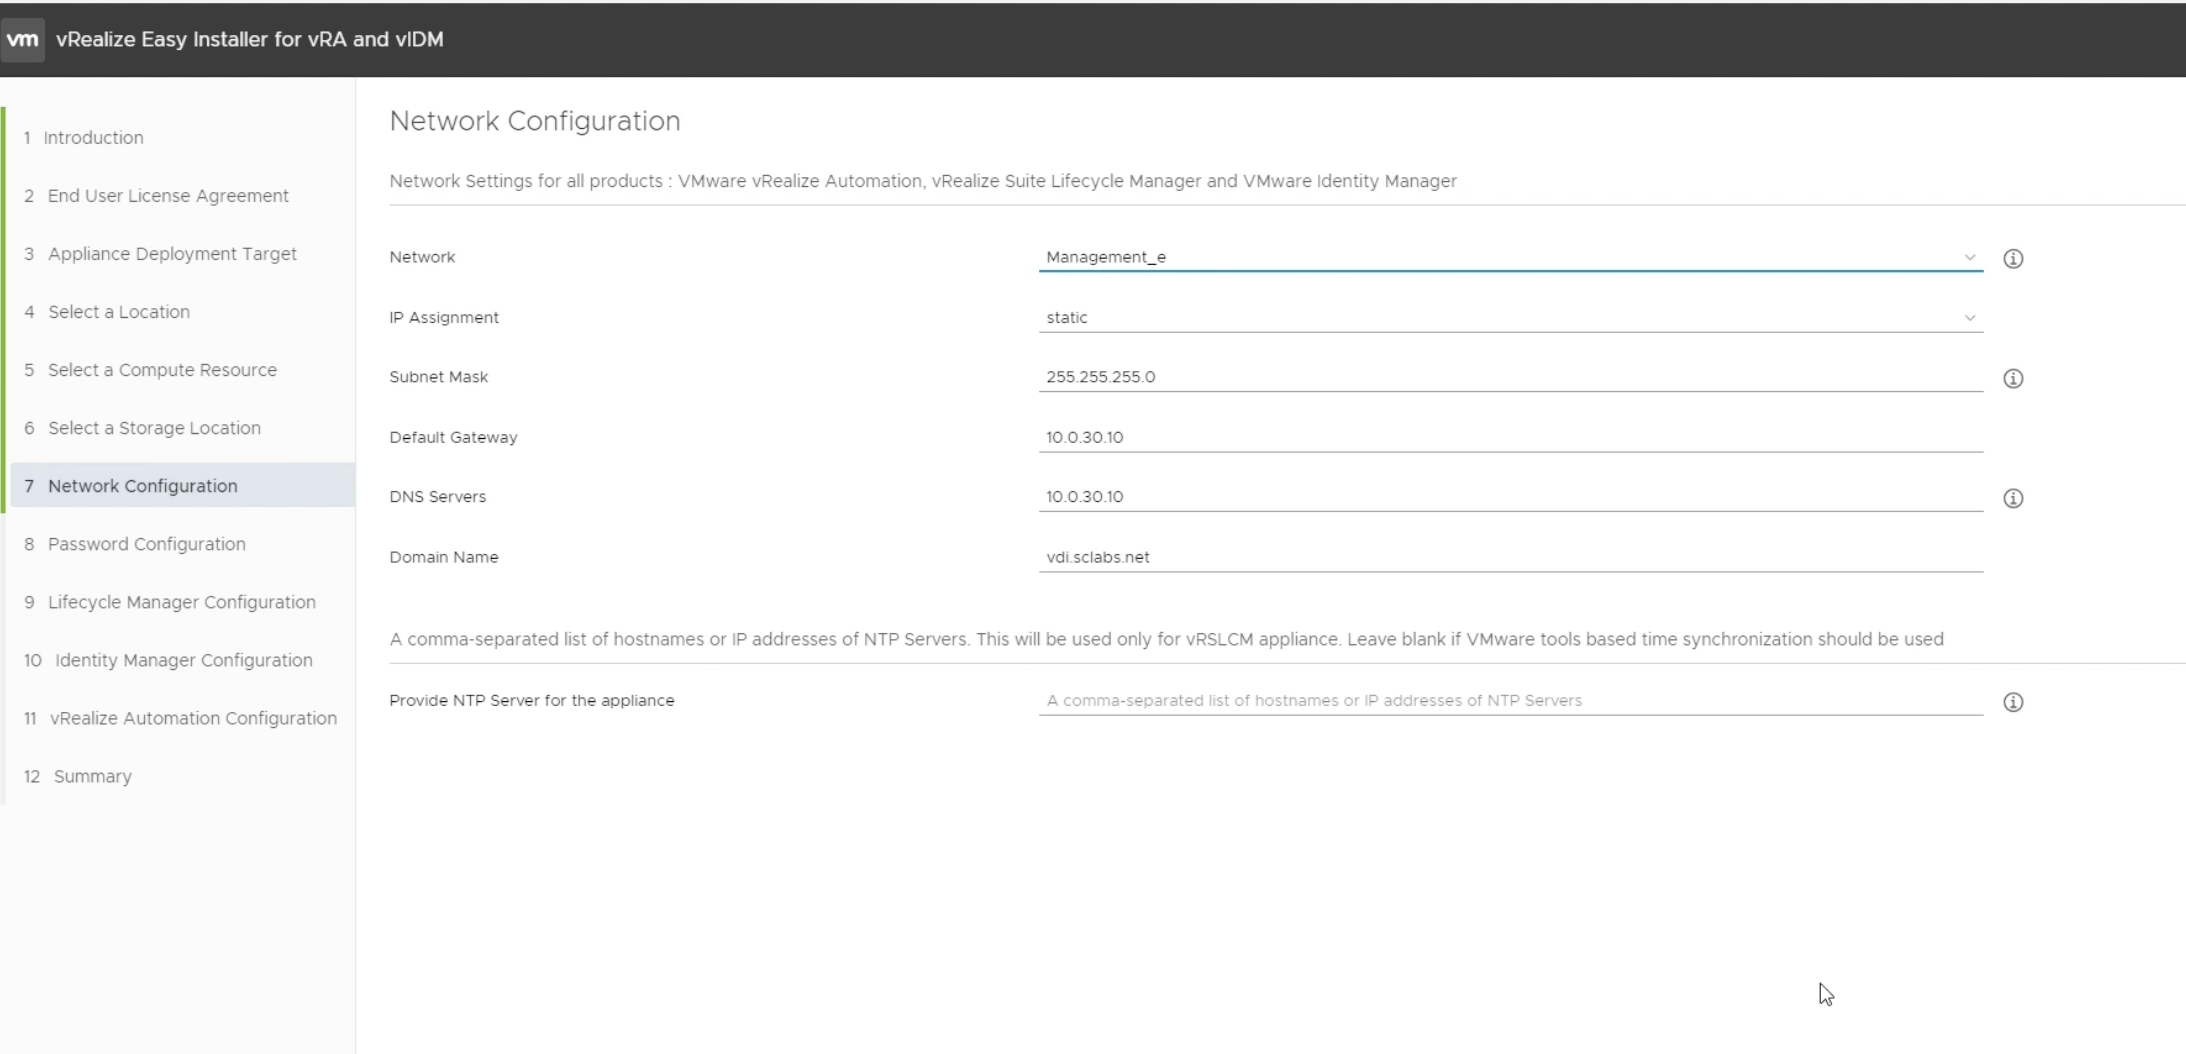 vm vRealize Easy Installer for vRA and vIDM
1 Introduction
2 End User License Agreement
3 Appliance Deployment Target
4 Select a Location
5 Select a Compute Resource
6 Select a Storage Location
7 Network Configuration
8 Password Configuration
9 Lifecycle Manager Configuration
10 Identity Manager Configuration
11 vRealize Automation Configuration
12 Summary
Network Configuration
Network Settings for all products : VMware vRealize Automation, vRealize Suite Lifecycle Manager and VMware Identity Manager
Network Management_e
IP Assignment static
Subnet Mask 255.255.255.0
Default Gateway 10.0.30.10
DNS Servers 10.0.30.10
Domain Name vdi.sclabs.net
A comma-separated list of hostnames or IP addresses of NTP Servers. This will be used only for vRSLCM appliance. Leave blank if VMware tools based time synchronization should be used
Provide NTP Server for the appliance A comma-separated list of hostnames or IP addresses of NTP Servers